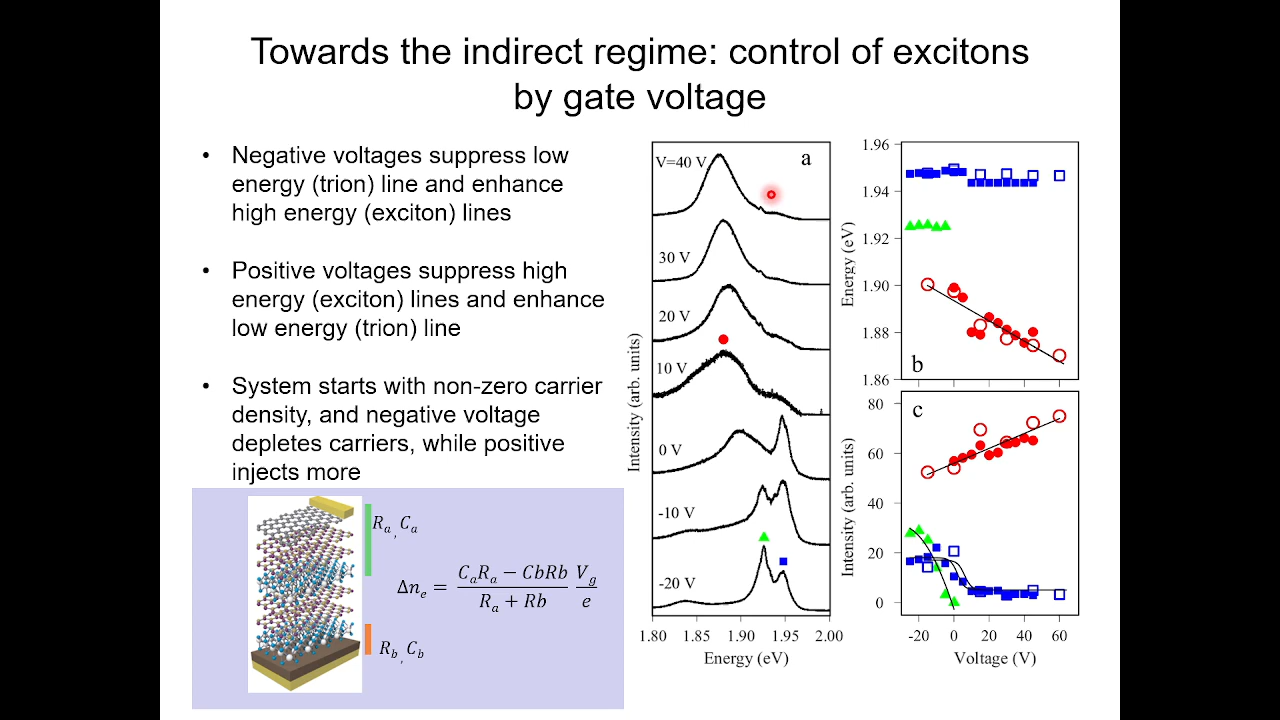 Towards the indirect regime: control of excitons
by gate voltage
• Negative voltages suppress low
energy (trion) line and enhance
high energy (exciton) lines
• Positive voltages suppress high
energy (exciton) lines and enhance
low energy (trion) line
• System starts with non-zero carrier
density, and negative voltage
depletes carriers, while positive
injects more
R_a, C_a
Δn_e = (C_aR_a − CbRb)/(R_a + Rb) V_g/e
R_b, C_b
a
V=40 V
30 V
20 V
10 V
0 V
-10 V
-20 V
Intensity (arb. units)
1.80 1.85 1.90 1.95 2.00
Energy (eV)
b
1.96
1.94
1.92
1.90
1.88
1.86
Energy (eV)
c
80
60
40
20
0
Intensity (arb. units)
-20 0 20 40 60
Voltage (V)